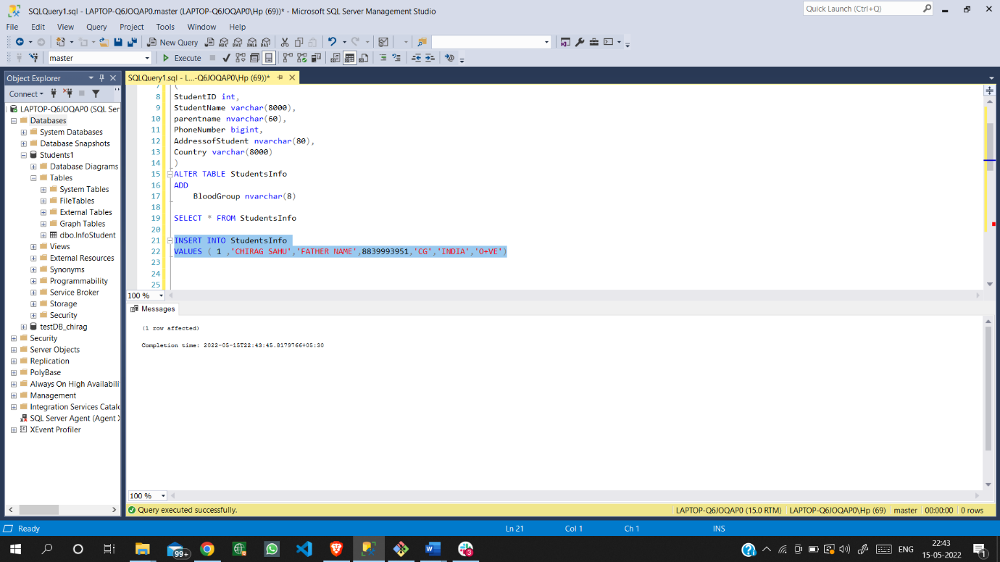 SQLQuery1.sql - LAPTOP-Q6JOQAP0.master (LAPTOP-Q6JOQAP0\Hp (69))* - Microsoft SQL Server Management Studio
Quick Launch (Ctrl+Q)
File Edit View Query Project Tools Window Help
New Query
master
Execute
Object Explorer
SQLQuery1.sql - L...-Q6JOQAP0\Hp (69))*
Connect
LAPTOP-Q6JOQAP0 (SQL Ser
Databases
System Databases
Database Snapshots
Students1
Database Diagrams
Tables
System Tables
FileTables
External Tables
Graph Tables
dbo.InfoStudent
Views
External Resources
Synonyms
Programmability
Service Broker
Storage
Security
testDB_chirag
Security
Server Objects
Replication
PolyBase
Always On High Availabili
Management
Integration Services Catal
SQL Server Agent (Agent X
XEvent Profiler
7 (
8 StudentID int,
9 StudentName varchar(8000),
10 parentname nvarchar(60),
11 PhoneNumber bigint,
12 AddressofStudent nvarchar(80),
13 Country varchar(8000)
14 )
15 ALTER TABLE StudentsInfo
16 ADD
17 BloodGroup nvarchar(8)
18
19 SELECT * FROM StudentsInfo
20
21 INSERT INTO StudentsInfo
22 VALUES ( 1 ,'CHIRAG SAHU','FATHER NAME',8839993951,'CG','INDIA','O+VE')
23
24
25
100 %
Messages
(1 row affected)
Completion time: 2022-05-15T22:43:45.8179766+05:30
100 %
Query executed successfully.
LAPTOP-Q6JOQAP0 (15.0 RTM) LAPTOP-Q6JOQAP0\Hp (69) master 00:00:00 0 rows
Ready
Ln 21 Col 1 Ch 1 INS
99+
3
ENG
22:43
15-05-2022
1